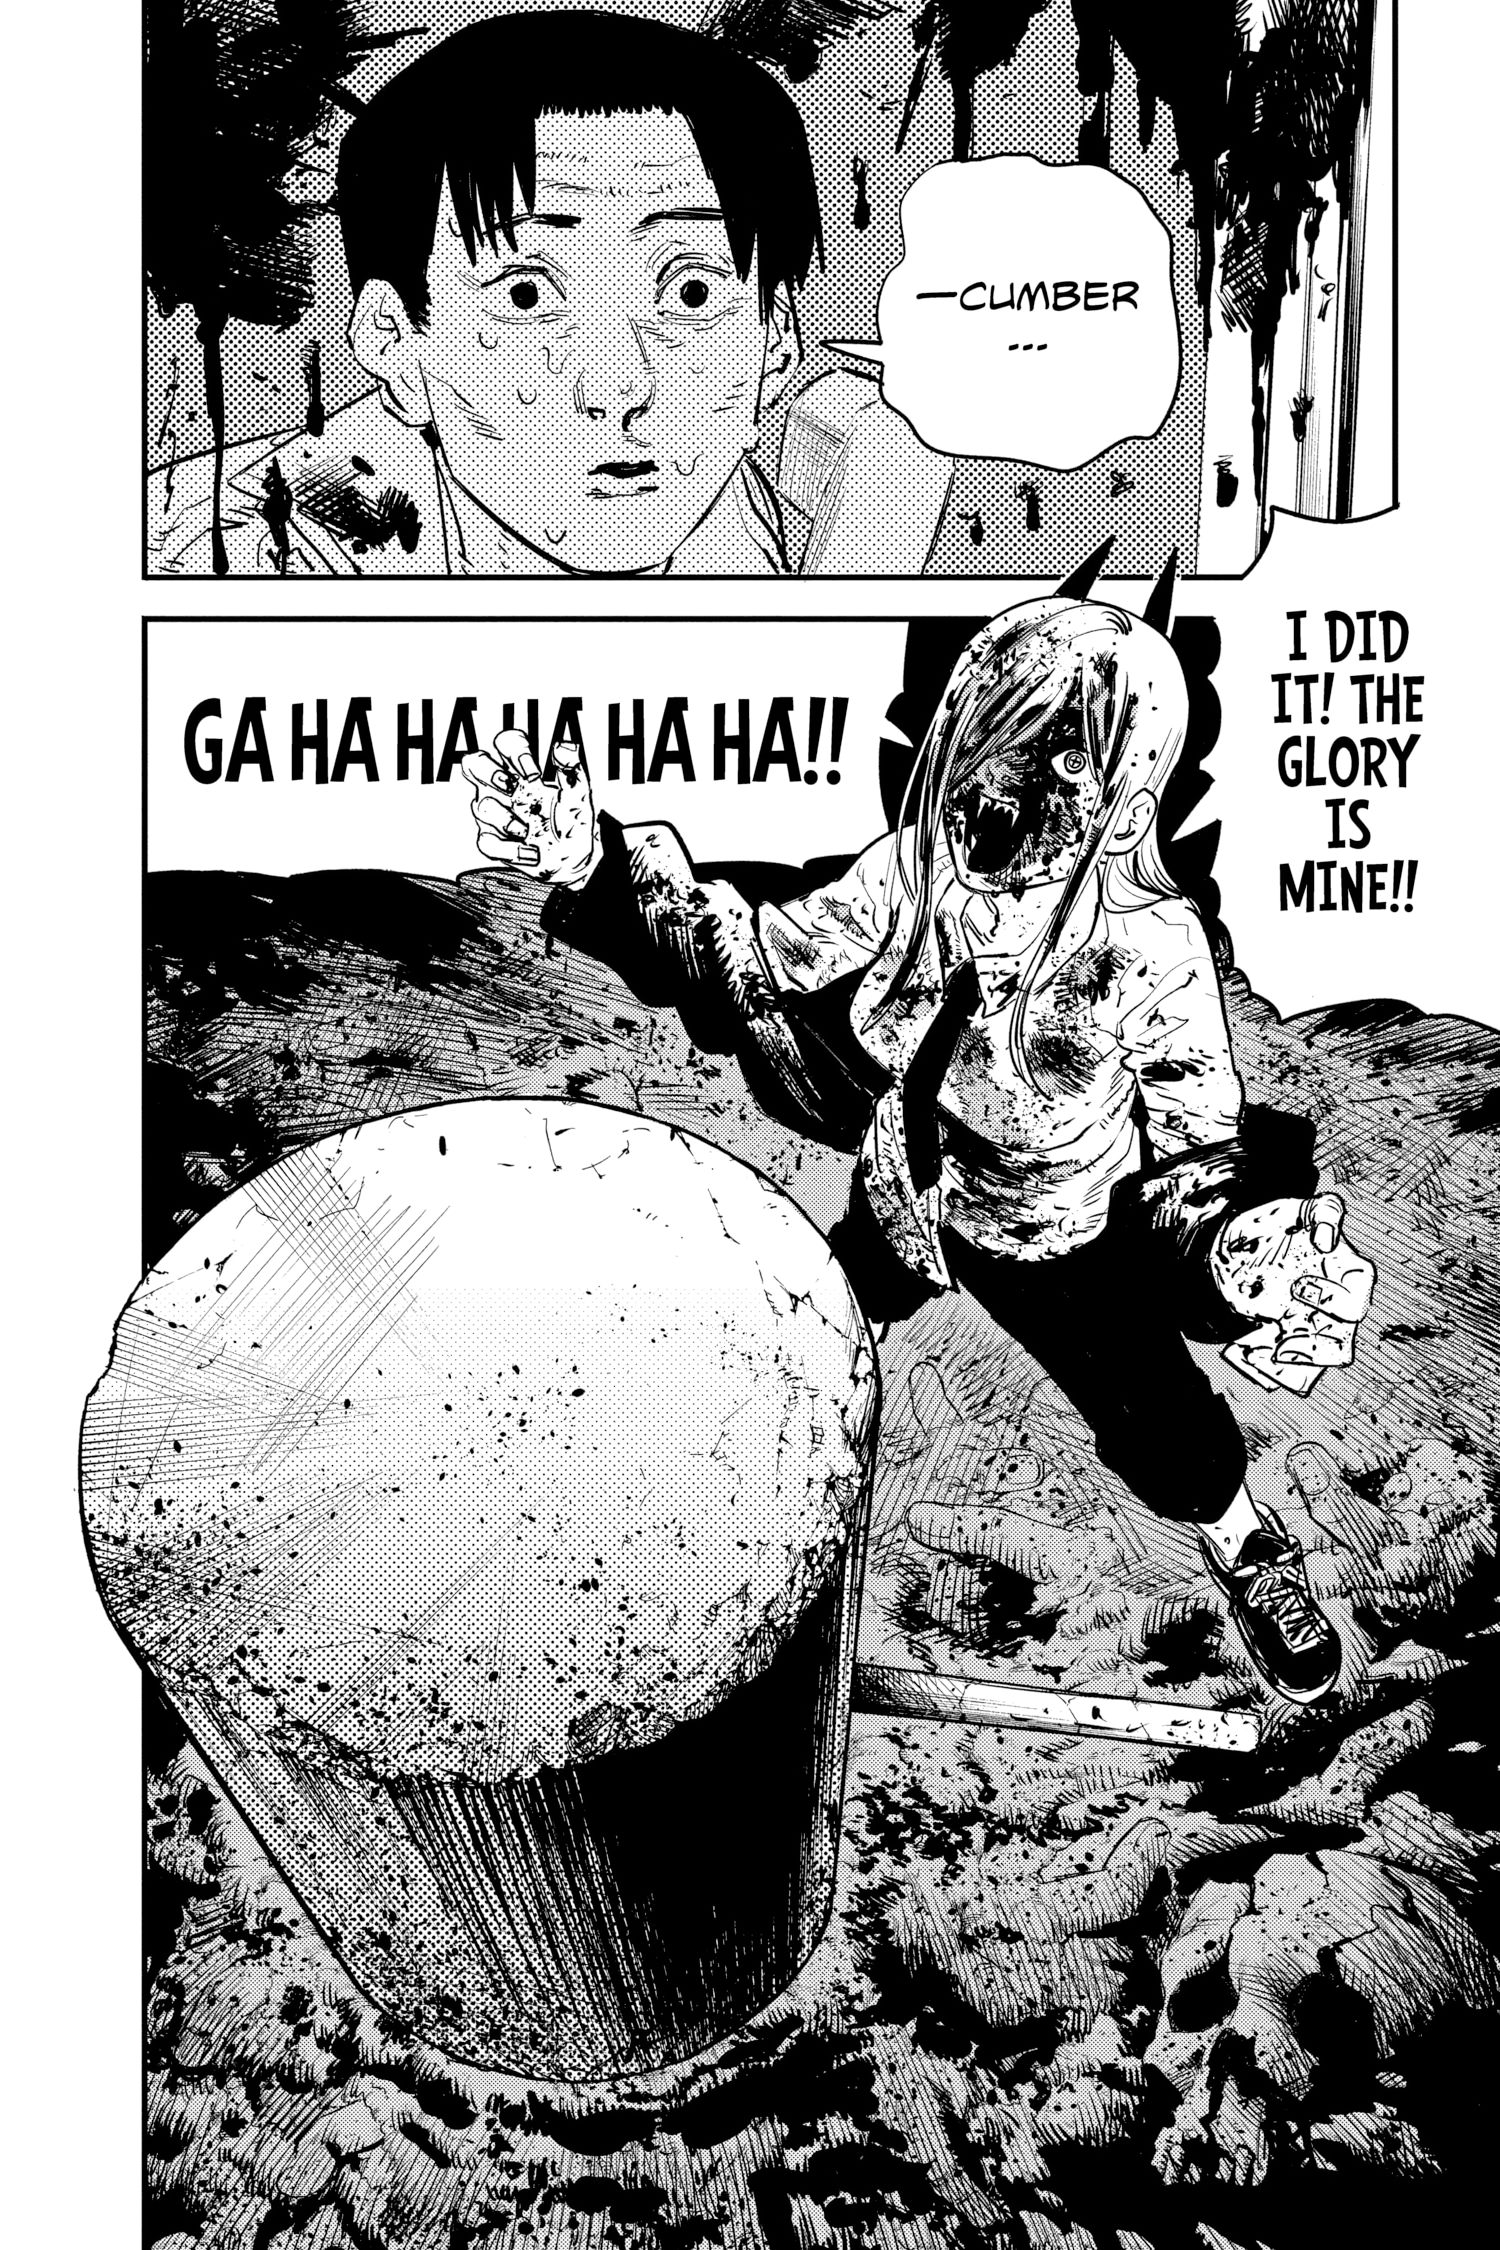 —CUMBER
...
I DID
IT! THE
GLORY
IS
MINE!!
GA HA HA HA HA HA!!